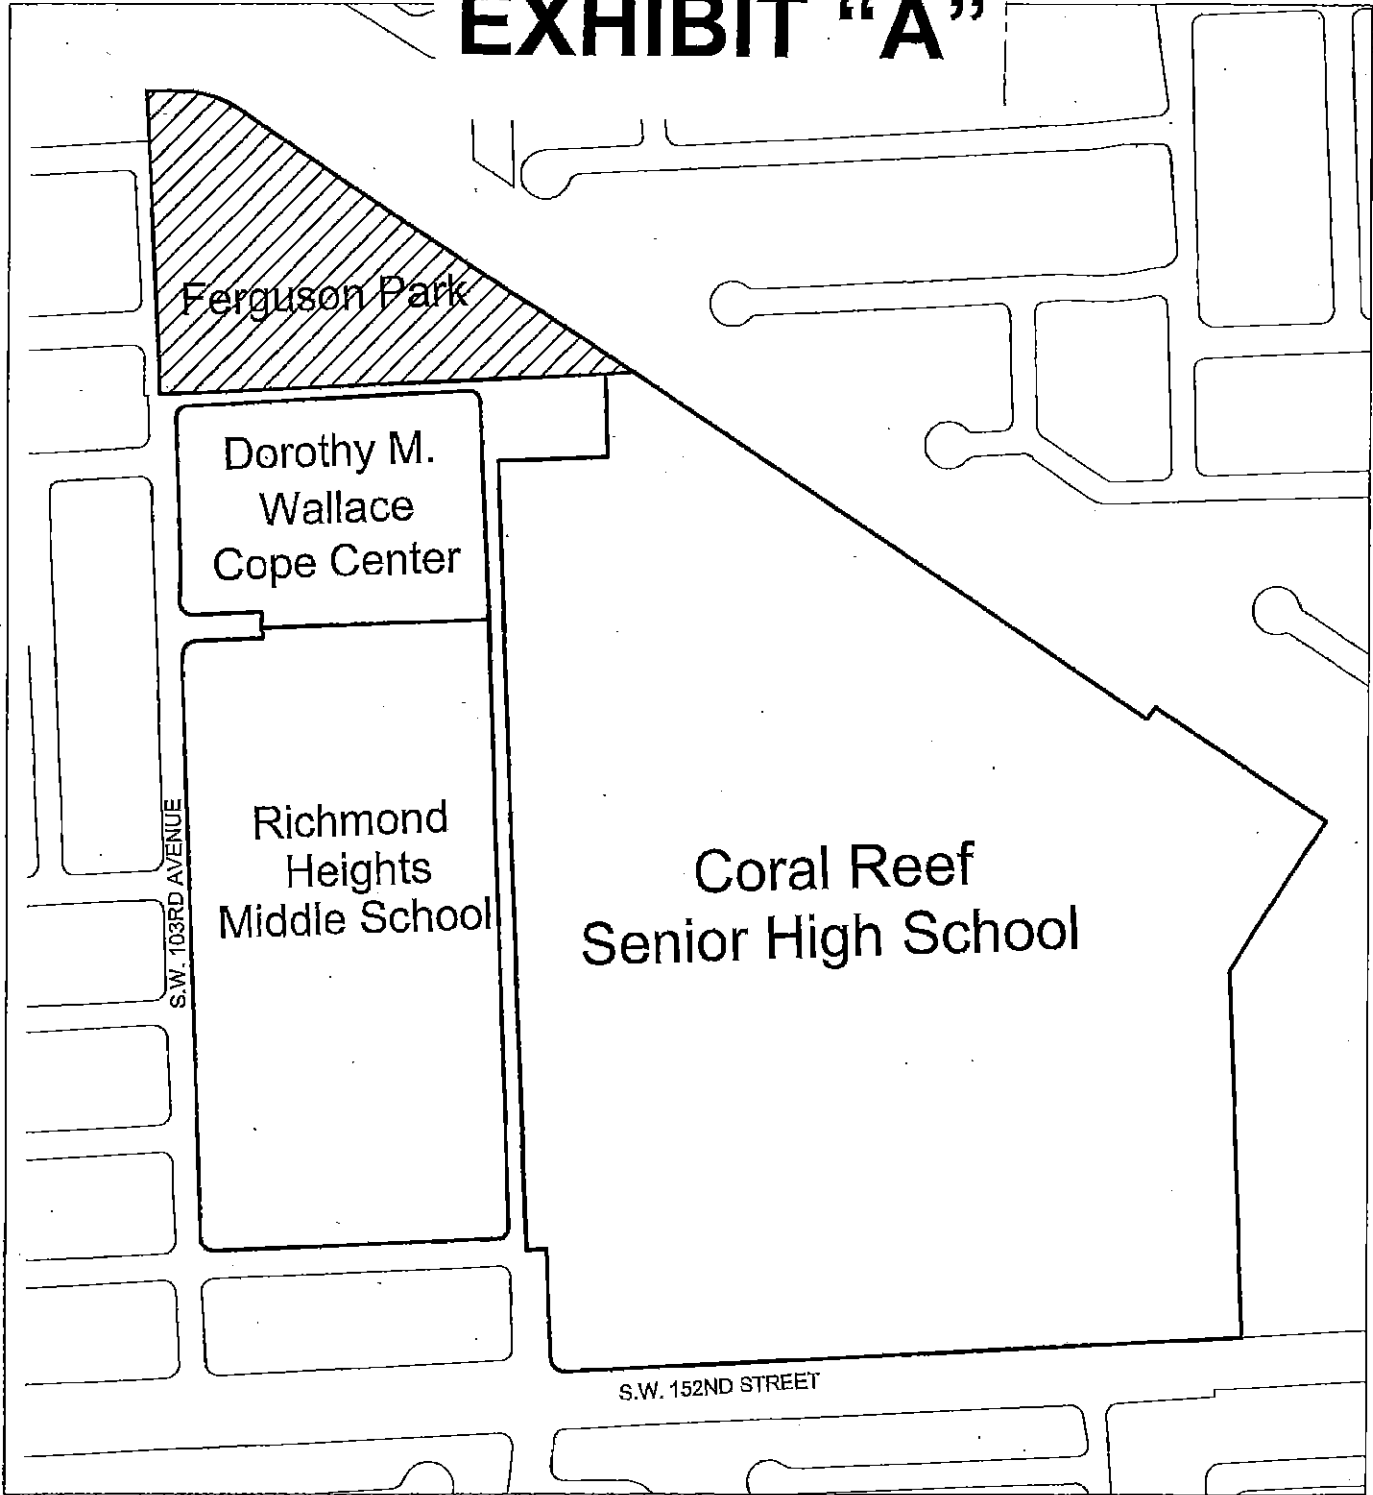 EXHIBIT “A”
Ferguson Park
Dorothy M.
Wallace
Cope Center
Richmond
Heights
Middle School
S.W. 103RD AVENUE
Coral Reef
Senior High School
S.W. 152ND STREET